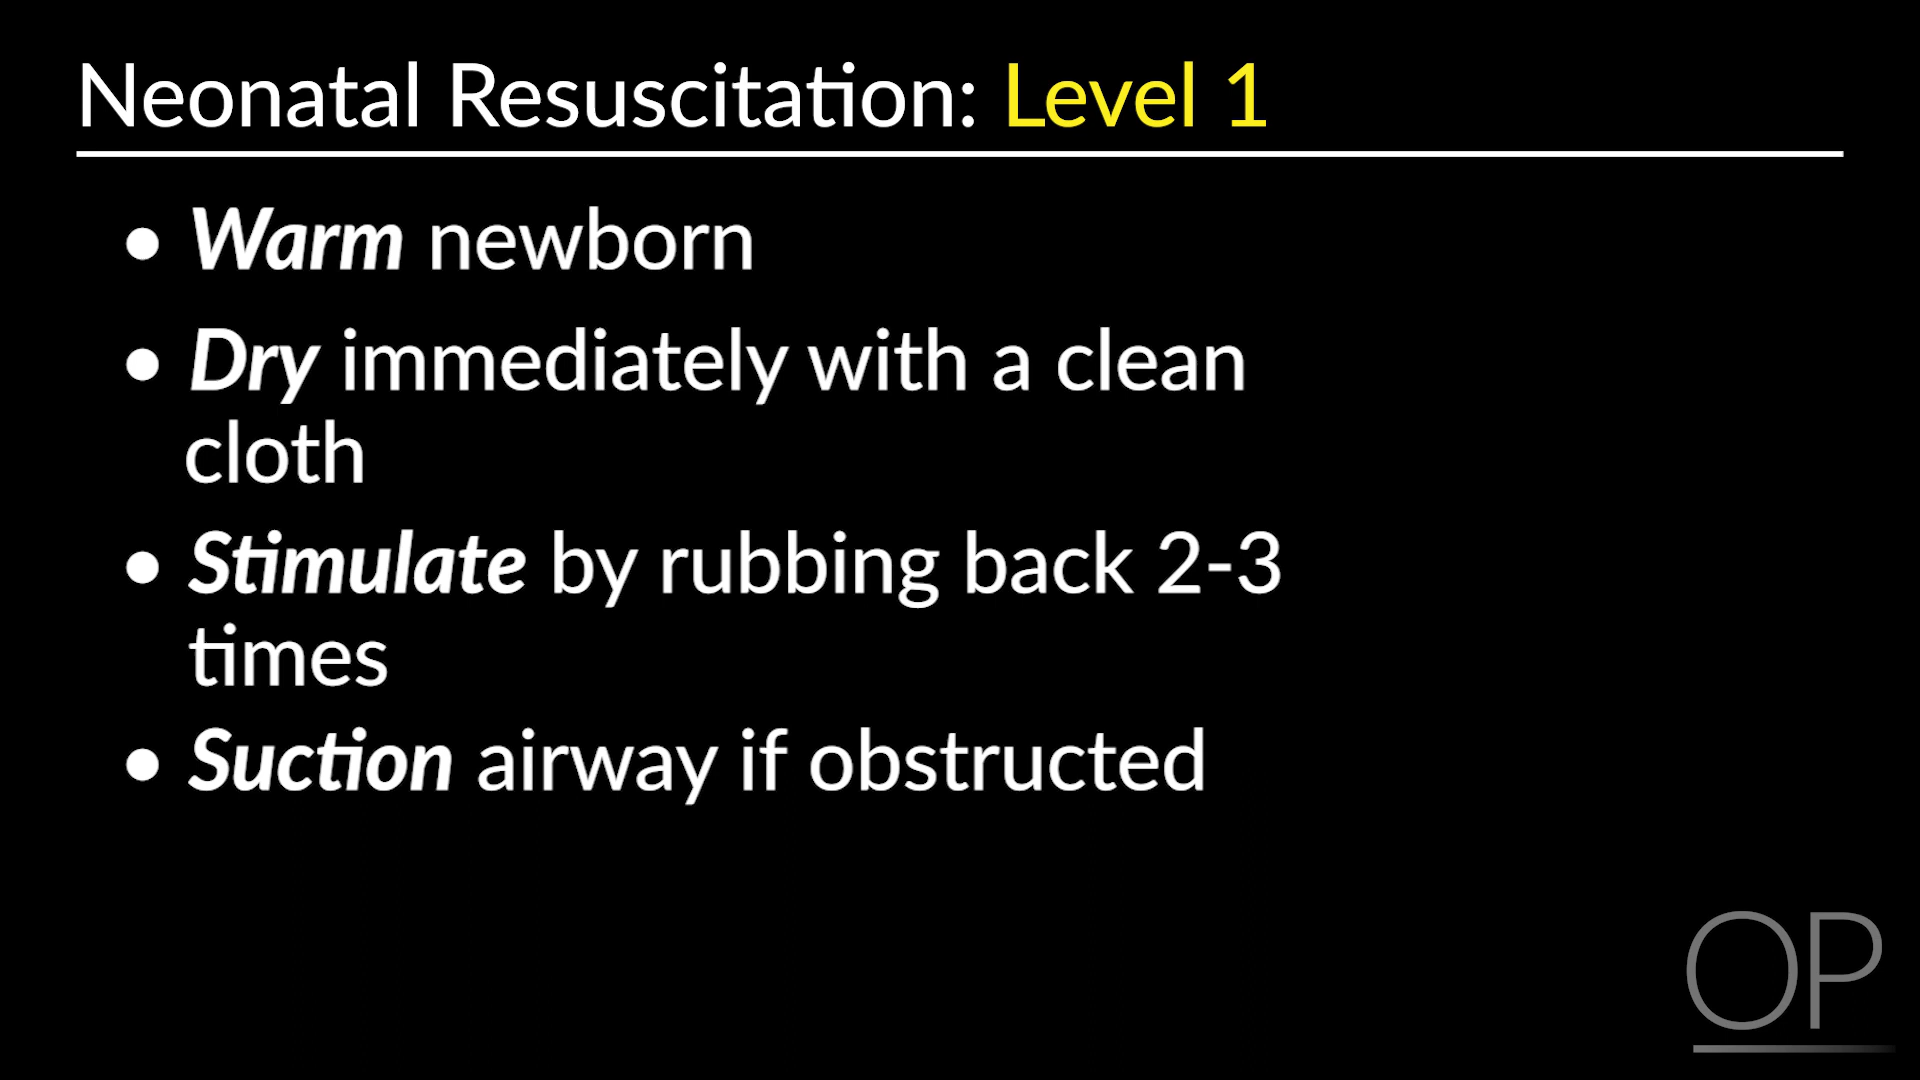 Neonatal Resuscitation: Level 1
• Warm newborn
• Dry immediately with a clean
cloth
• Stimulate by rubbing back 2-3
times
• Suction airway if obstructed
OP